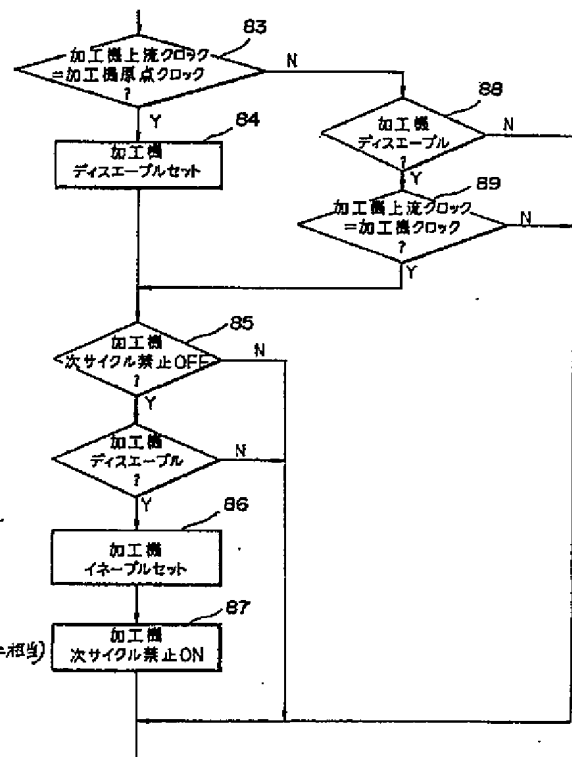 83
加工機上流クロック
=加工機原点クロック
?
N
Y
84
加工機
ディスエーブルセット
88
加工機
ディスエーブル
?
N
Y
89
加工機上流クロック
=加工機クロック
?
N
Y
85
加工機
次サイクル禁止OFF
?
N
Y
加工機
ディスエーブル
?
N
Y
86
加工機
イネーブルセット
87
加工機
次サイクル禁止ON
相当)